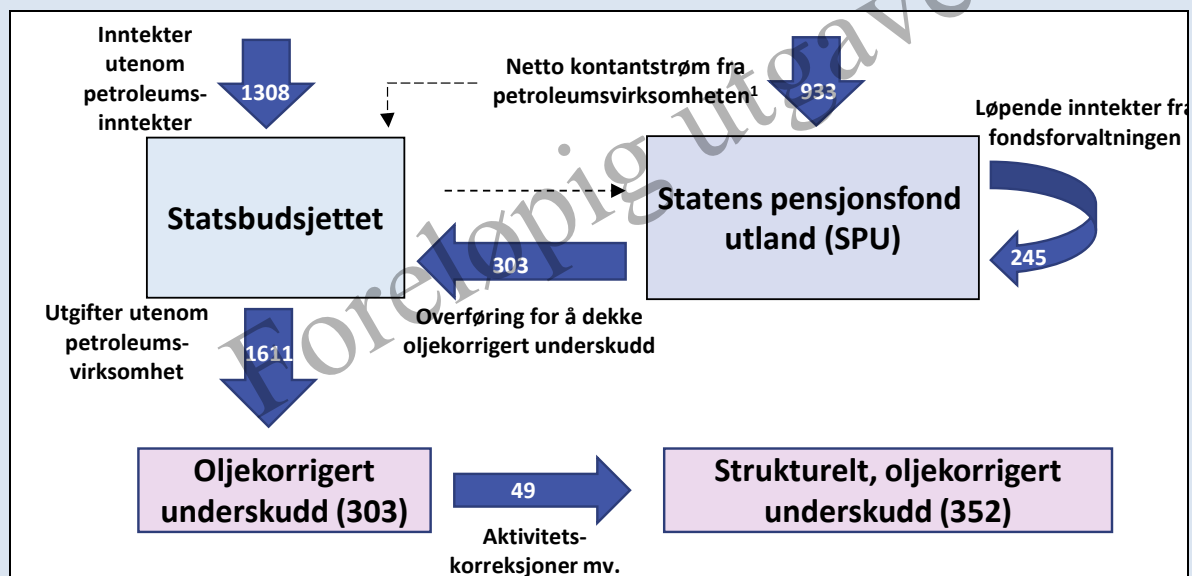 Inntekter
utenom
petroleums-
inntekter
1308
Netto kontantstrøm fra
petroleumsvirksomheten¹
933
Løpende inntekter fra
fondsforvaltningen
Statsbudsjettet
Statens pensjonsfond
utland (SPU)
303
245
Overføring for å dekke
oljekorrigert underskudd
Utgifter utenom
petroleums-
virksomhet
1611
Oljekorrigert
underskudd (303)
49
Aktivitets-
korreksjoner mv.
Strukturelt, oljekorrigert
underskudd (352)
Foreløpig utgave